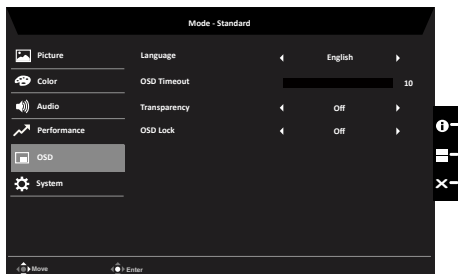 Mode - Standard
Picture
Language English
Color
OSD Timeout 10
Audio
Transparency Off
Performance
OSD Lock Off
OSD
System
Move Enter